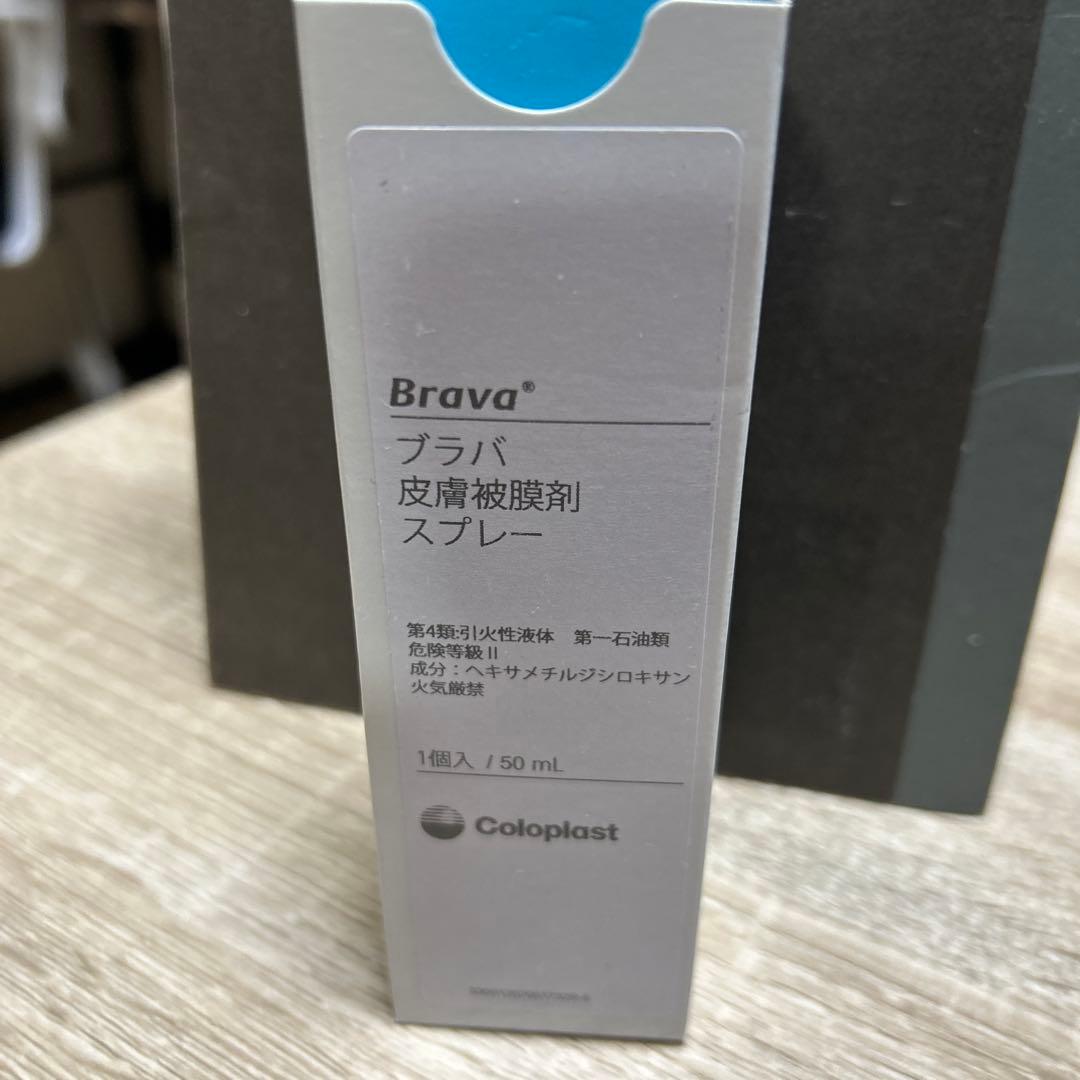 Brava®
ブラバ
皮膚被膜剤
スプレー
第4類:引火性液体　第一石油類
危険等級II
成分：ヘキサメチルジシロキサン
火気厳禁
1個入 / 50 mL
Coloplast